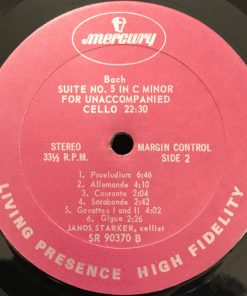 mercury
Bach
SUITE NO. 5 IN C MINOR
FOR UNACCOMPANIED
CELLO 22:30
STEREO
33⅓ R.P.M.
MARGIN CONTROL
SIDE 2
1. Praeludium 6:46
2. Allemande 4:10
3. Courante 2:04
4. Sarabende 2:42
5. Gavottes I and II 4:02
6. Gigue 2:26
JANOS STARKER, cellist
SR 90370 B
LIVING PRESENCE HIGH FIDELITY